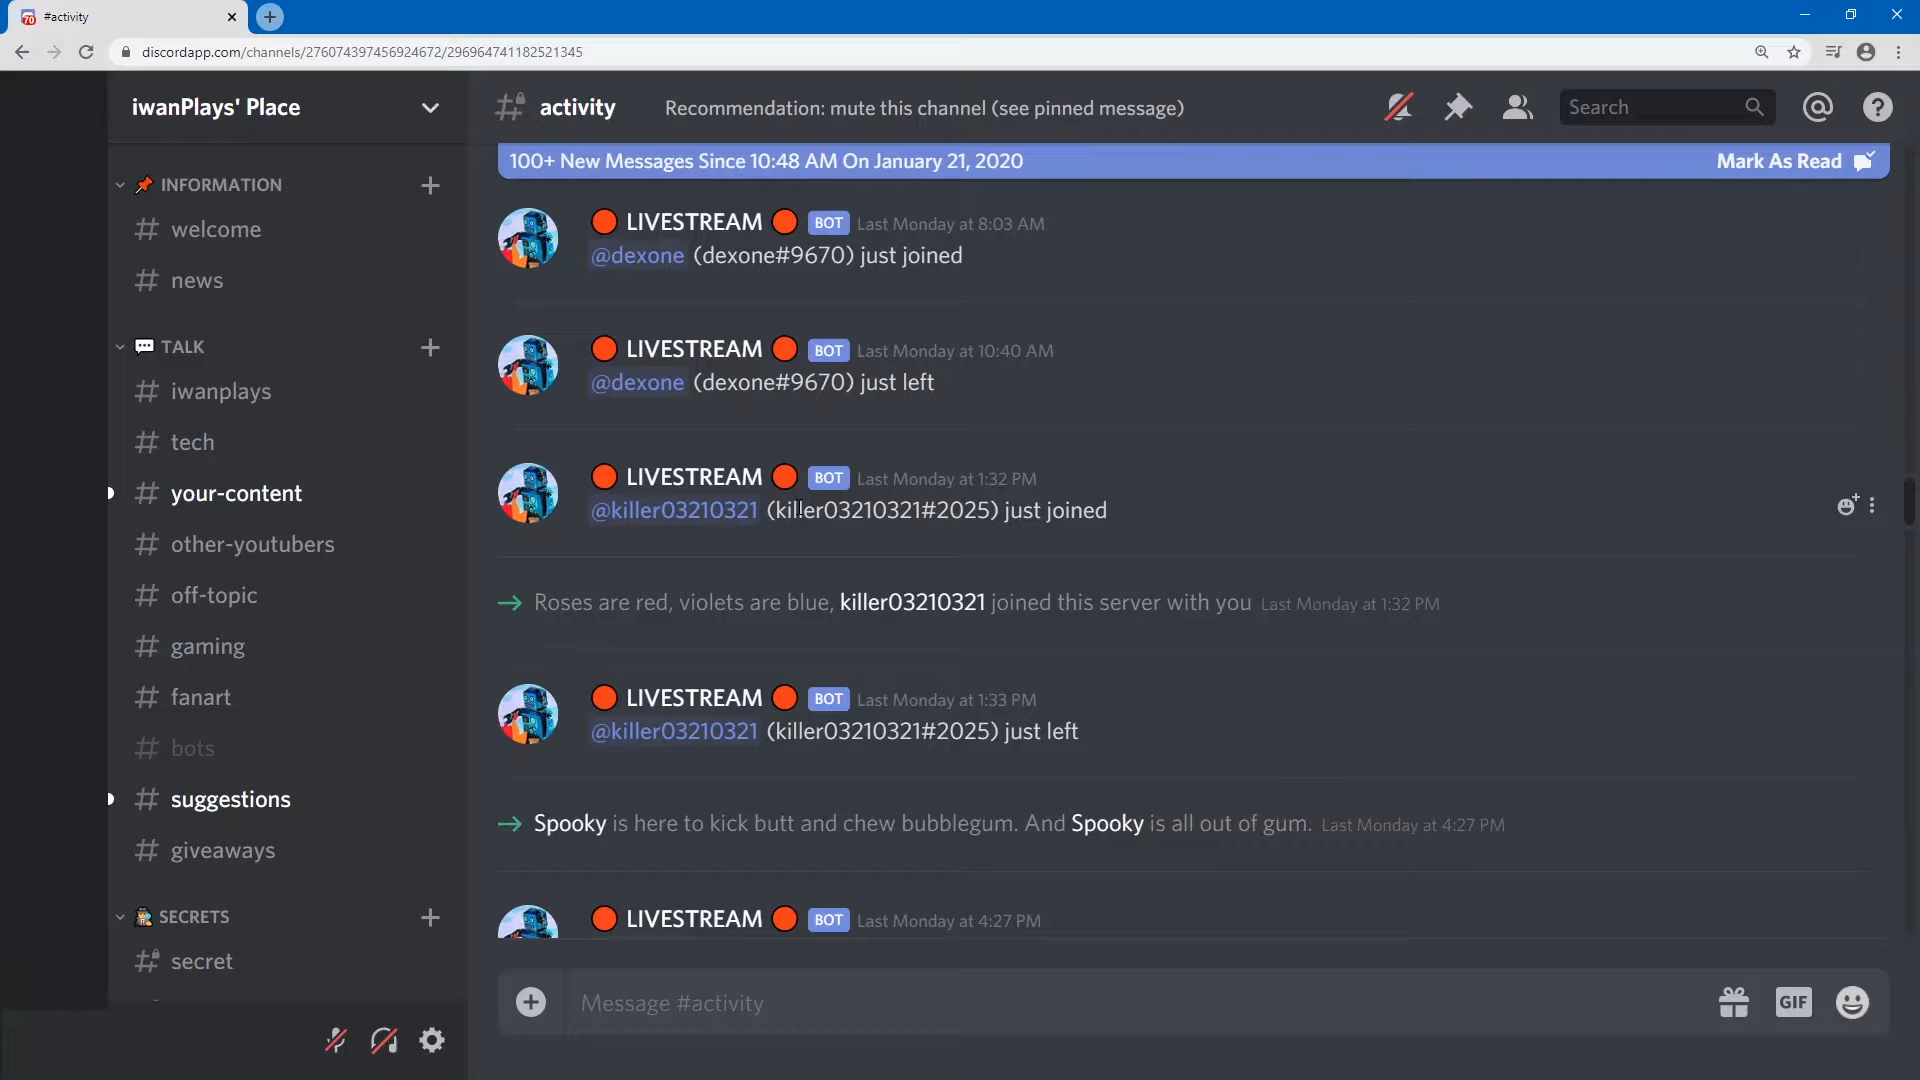 #activity
discordapp.com/channels/276074397456924672/296964741182521345
iwanPlays' Place
activity
Recommendation: mute this channel (see pinned message)
Search
100+ New Messages Since 10:48 AM On January 21, 2020
Mark As Read
INFORMATION
welcome
news
TALK
iwanplays
tech
your-content
other-youtubers
off-topic
gaming
fanart
bots
suggestions
giveaways
SECRETS
secret
LIVESTREAM BOT Last Monday at 8:03 AM
@dexone (dexone#9670) just joined
LIVESTREAM BOT Last Monday at 10:40 AM
@dexone (dexone#9670) just left
LIVESTREAM BOT Last Monday at 1:32 PM
@killer03210321 (killer03210321#2025) just joined
Roses are red, violets are blue, killer03210321 joined this server with you Last Monday at 1:32 PM
LIVESTREAM BOT Last Monday at 1:33 PM
@killer03210321 (killer03210321#2025) just left
Spooky is here to kick butt and chew bubblegum. And Spooky is all out of gum. Last Monday at 4:27 PM
LIVESTREAM BOT Last Monday at 4:27 PM
Message #activity
GIF